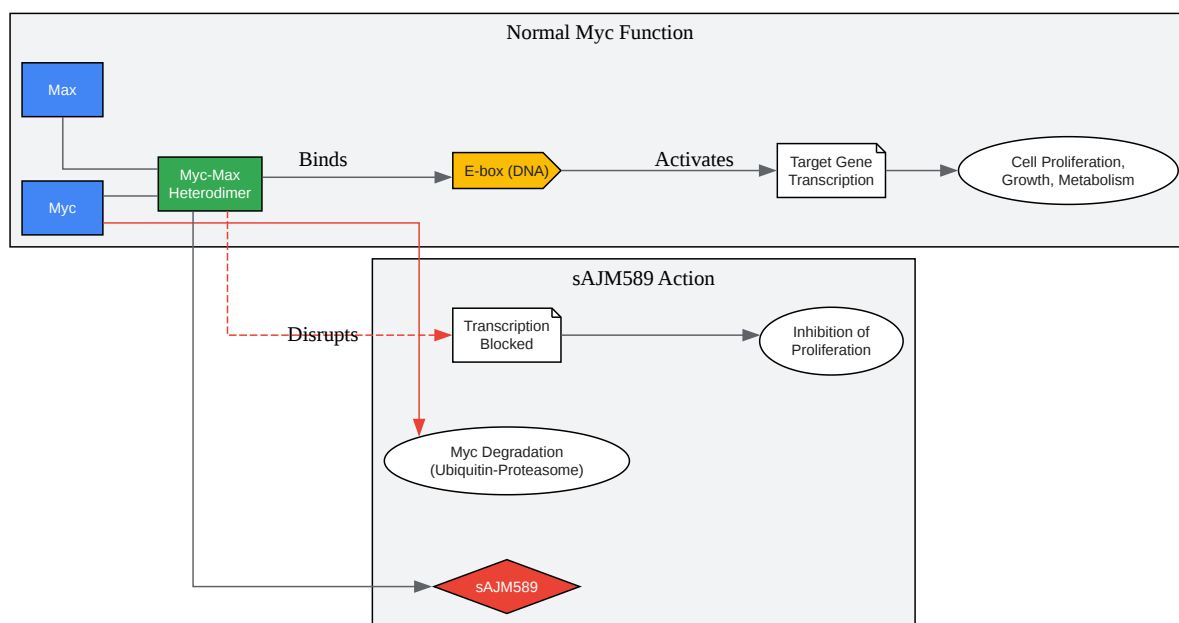 Normal Myc Function
Max
Myc-Max
Heterodimer
Myc
Binds
E-box (DNA)
Activates
Target Gene
Transcription
Cell Proliferation,
Growth, Metabolism
sAJM589 Action
Disrupts
Transcription
Blocked
Inhibition of
Proliferation
Myc Degradation
(Ubiquitin-Proteasome)
sAJM589